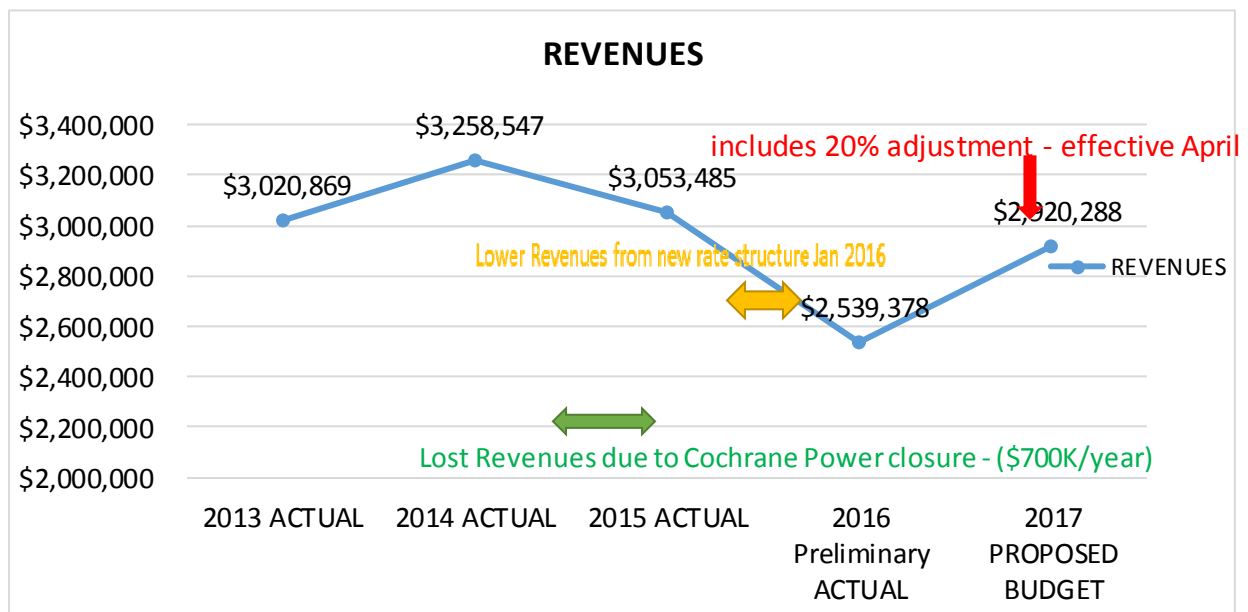 REVENUES
$3,400,000
$3,200,000
$3,000,000
$2,800,000
$2,600,000
$2,400,000
$2,200,000
$2,000,000
$3,020,869
$3,258,547
$3,053,485
$2,539,378
$2,920,288
includes 20% adjustment - effective April
Lower Revenues from new rate structure Jan 2016
REVENUES
Lost Revenues due to Cochrane Power closure - ($700K/year)
2013 ACTUAL
2014 ACTUAL
2015 ACTUAL
2016
Preliminary
ACTUAL
2017
PROPOSED
BUDGET